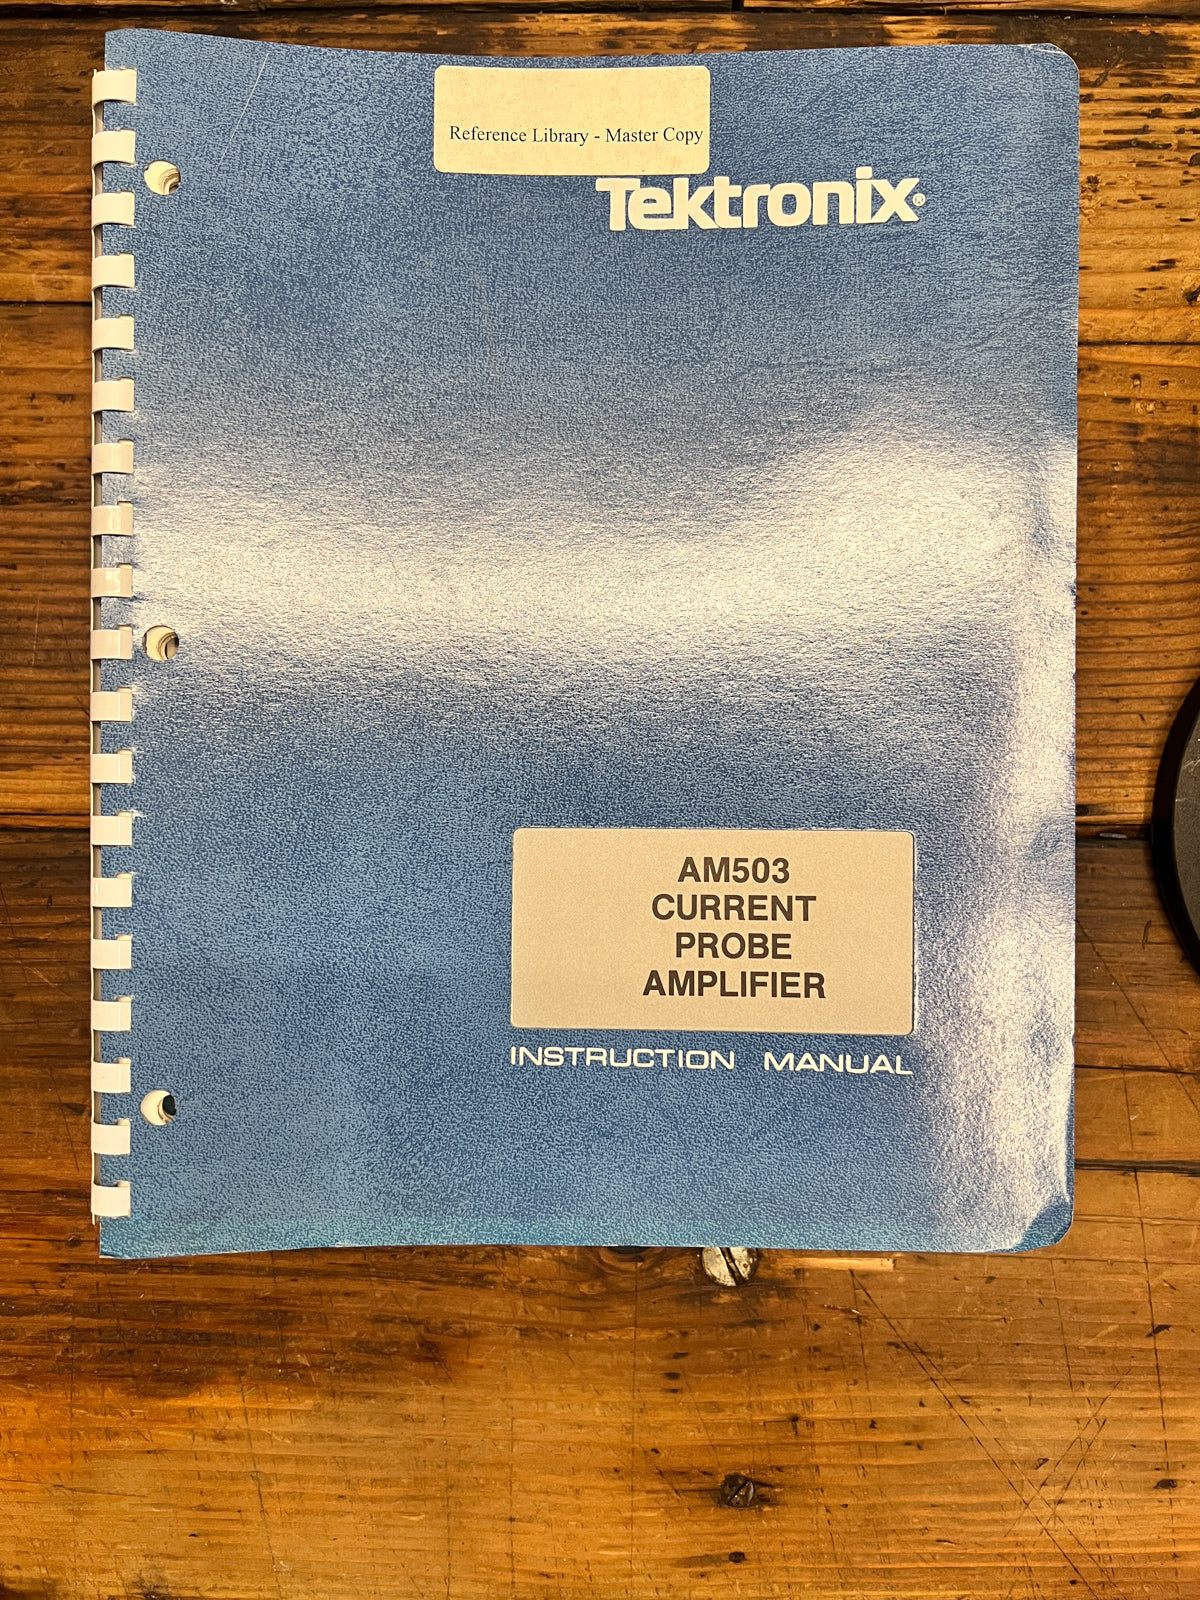 Reference Library - Master Copy
Tektronix®
AM503
CURRENT
PROBE
AMPLIFIER
INSTRUCTION MANUAL